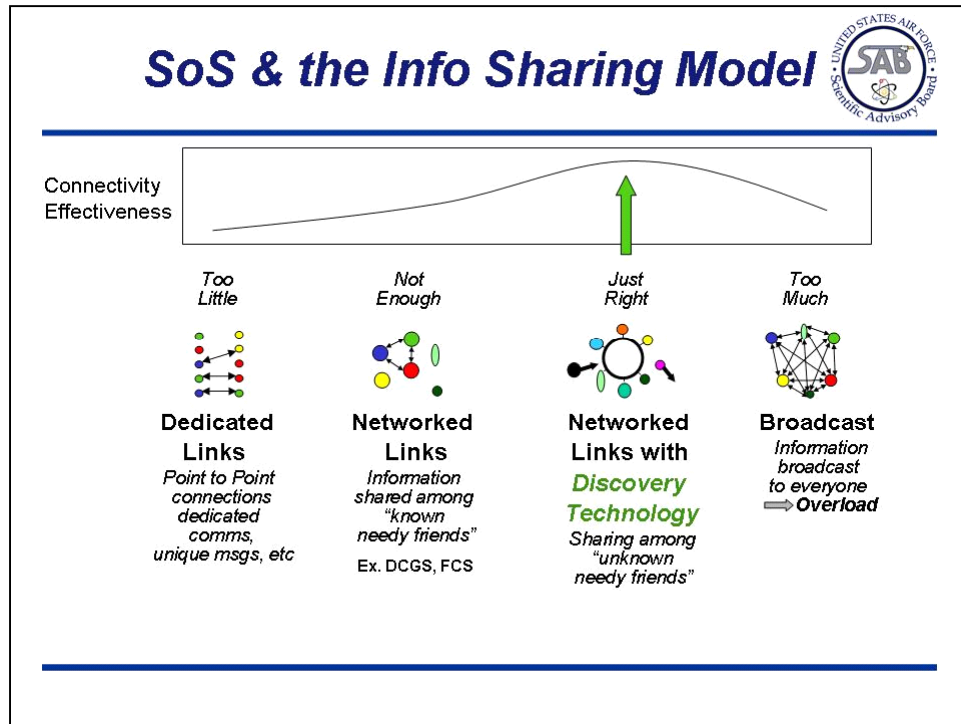 SoS & the Info Sharing Model
UNITED STATES AIR FORCE
SAB
Scientific Advisory Board
Connectivity
Effectiveness
Too
Little
Not
Enough
Just
Right
Too
Much
Dedicated
Links
Point to Point
connections
dedicated
comms,
unique msgs, etc
Networked
Links
Information
shared among
“known
needy friends”
Ex. DCGS, FCS
Networked
Links with
Discovery
Technology
Sharing among
“unknown
needy friends”
Broadcast
Information
broadcast
to everyone
Overload